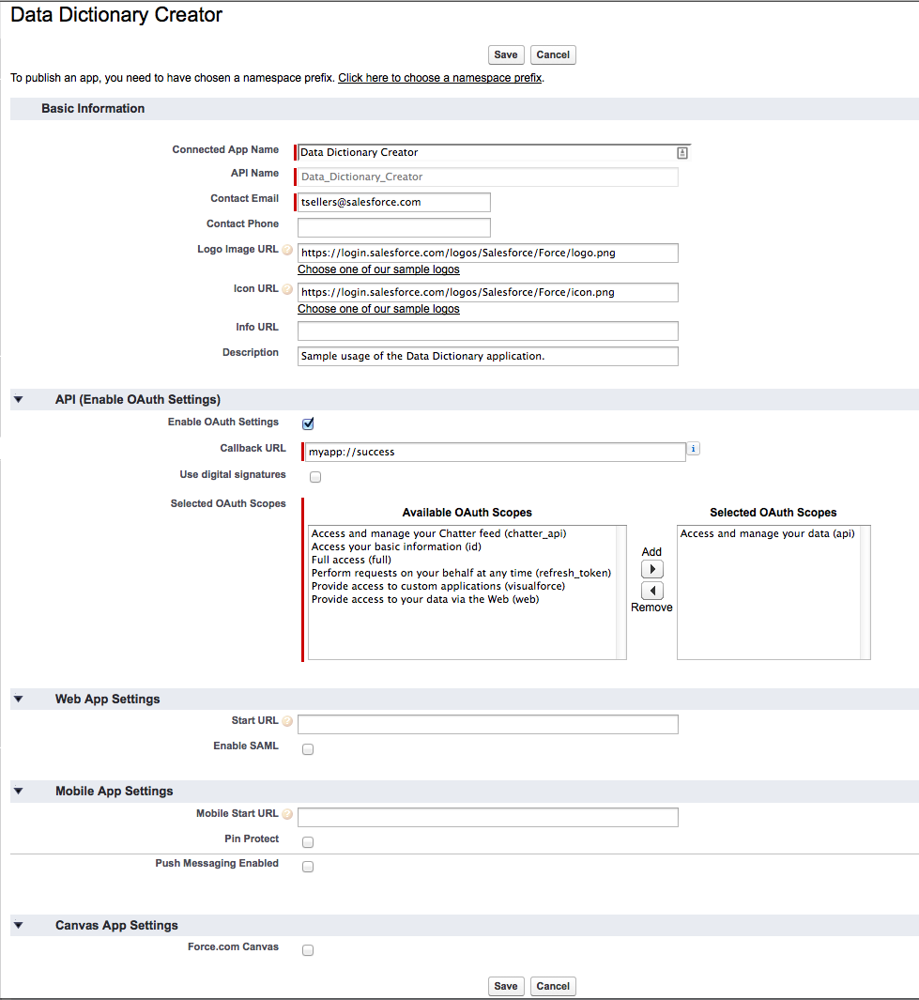 Data Dictionary Creator
Save Cancel
To publish an app, you need to have chosen a namespace prefix. Click here to choose a namespace prefix.
Basic Information
Connected App Name Data Dictionary Creator
API Name Data_Dictionary_Creator
Contact Email tsellers@salesforce.com
Contact Phone
Logo Image URL ? https://login.salesforce.com/logos/Salesforce/Force/logo.png
Choose one of our sample logos
Icon URL ? https://login.salesforce.com/logos/Salesforce/Force/icon.png
Choose one of our sample logos
Info URL
Description Sample usage of the Data Dictionary application.
API (Enable OAuth Settings)
Enable OAuth Settings
Callback URL myapp://success i
Use digital signatures
Selected OAuth Scopes
Available OAuth Scopes Selected OAuth Scopes
Access and manage your Chatter feed (chatter_api) Access and manage your data (api)
Access your basic information (id)
Full access (full) Add
Perform requests on your behalf at any time (refresh_token)
Provide access to custom applications (visualforce)
Provide access to your data via the Web (web)
Remove
Web App Settings
Start URL ?
Enable SAML
Mobile App Settings
Mobile Start URL ?
Pin Protect
Push Messaging Enabled
Canvas App Settings
Force.com Canvas
Save Cancel